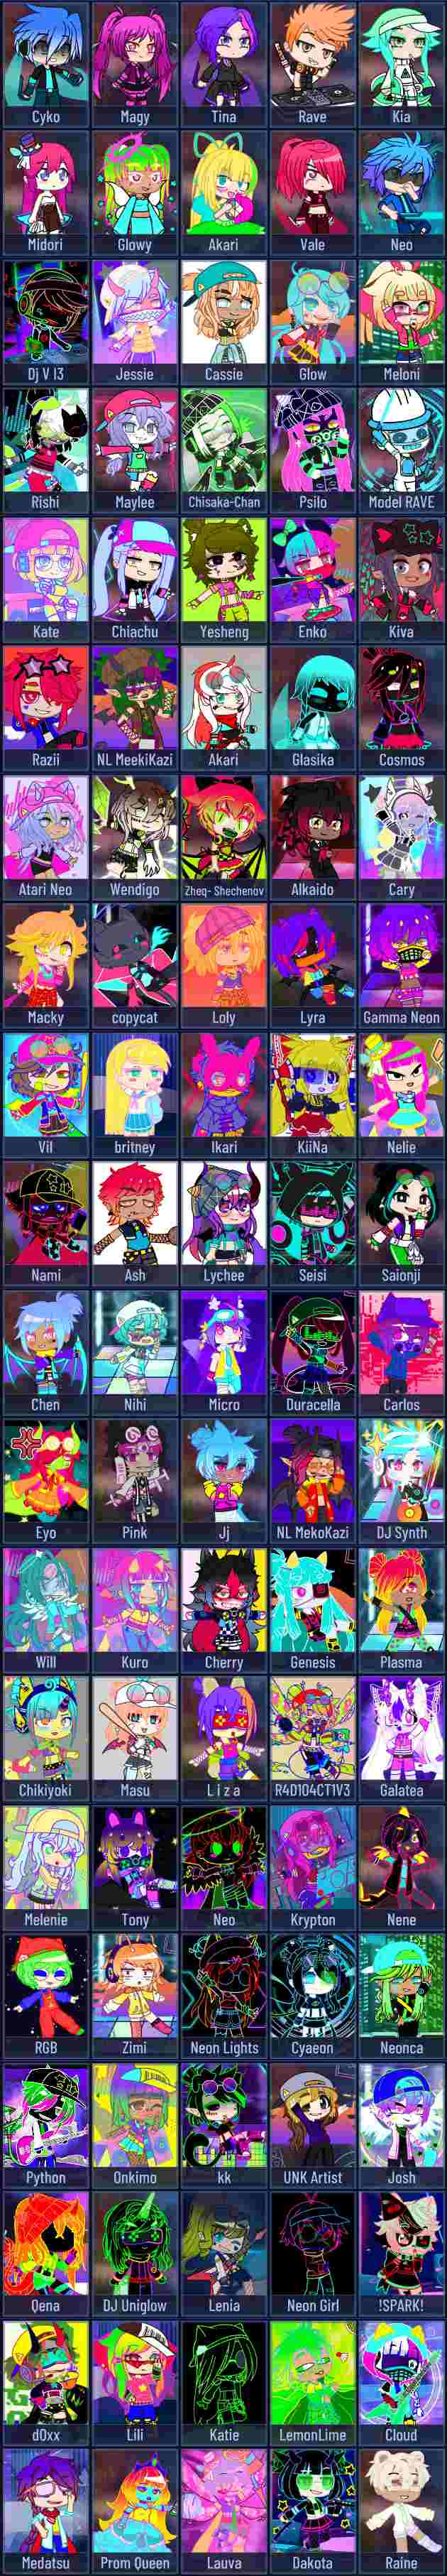 Cyko
Magy
Tina
Rave
Kia
Midori
Glowy
Akari
Vale
Neo
Dj V l3
Jessie
Cassie
Glow
Meloni
Rishi
Maylee
Chisaka-Chan
Psilo
Model RAVE
Kate
Chiachu
Yesheng
Enko
Kiva
Razii
NL MeekiKazi
Akari
Glasika
Cosmos
Atari Neo
Wendigo
Zheq- Shechenov
Alkaido
Cary
Macky
copycat
Loly
Lyra
Gamma Neon
Vil
britney
Ikari
KiiNa
Nelie
Nami
Ash
Lychee
Seisi
Saionji
Chen
Nihi
Micro
Duracella
Carlos
Eyo
Pink
Jj
NL MekoKazi
DJ Synth
Will
Kuro
Cherry
Genesis
Plasma
Chikiyoki
Masu
L i z a
R4D104CT1V3
Galatea
Melenie
Tony
Neo
Krypton
Nene
RGB
Zimi
Neon Lights
Cyaeon
Neonca
Python
Onkimo
kk
UNK Artist
Josh
Qena
DJ Uniglow
Lenia
Neon Girl
!SPARK!
d0xx
Lili
Katie
LemonLime
Cloud
Medatsu
Prom Queen
Lauva
Dakota
Raine